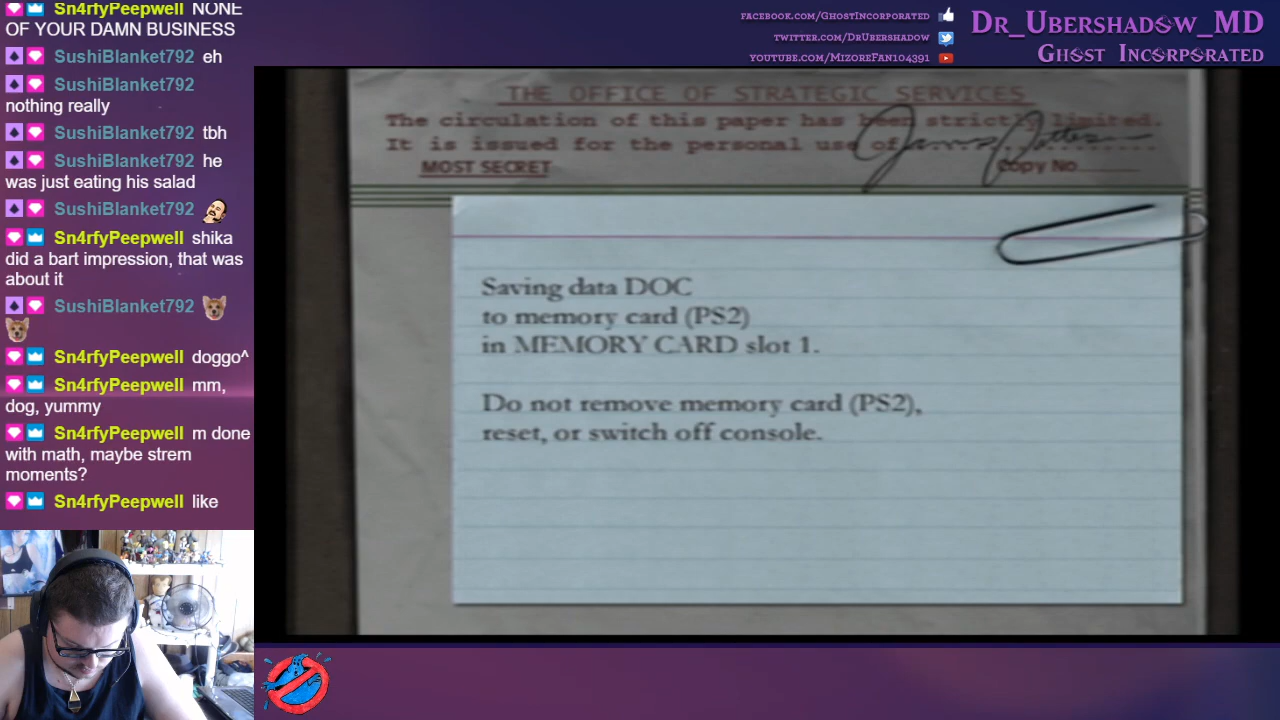 Sn4rfyPeepwell NONE
OF YOUR DAMN BUSINESS
SushiBlanket792 eh
SushiBlanket792
nothing really
SushiBlanket792 tbh
SushiBlanket792 he
was just eating his salad
SushiBlanket792
Sn4rfyPeepwell shika
did a bart impression, that was
about it
SushiBlanket792
Sn4rfyPeepwell doggo^
Sn4rfyPeepwell mm,
dog, yummy
Sn4rfyPeepwell m done
with math, maybe strem
moments?
Sn4rfyPeepwell like
facebook.com/GhostIncorporated
twitter.com/DrUbershadow
youtube.com/MizoreFan104391
Dr_Ubershadow_MD
Ghost Incorporated
THE OFFICE OF STRATEGIC SERVICES
The circulation of this paper has been strictly limited.
It is issued for the personal use of
MOST SECRET
Copy No
Saving data DOC
to memory card (PS2)
in MEMORY CARD slot 1.
Do not remove memory card (PS2),
reset, or switch off console.